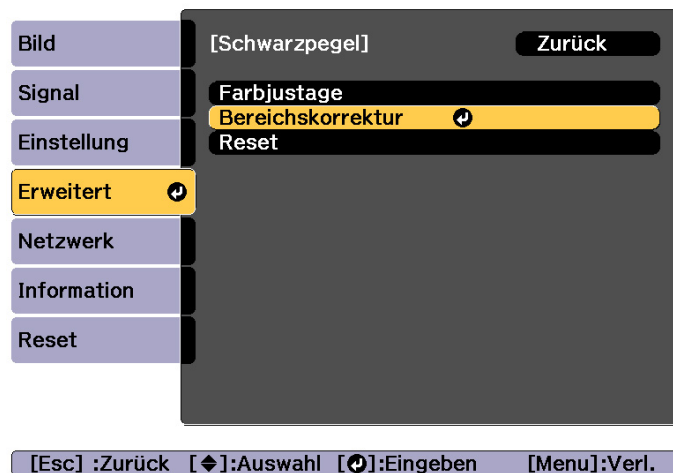 Bild
Signal
Einstellung
Erweitert
Netzwerk
Information
Reset
[Schwarzpegel] Zurück
Farbjustage
Bereichskorrektur
Reset
[Esc] :Zurück [◆]:Auswahl [↵]:Eingeben [Menu]:Verl.